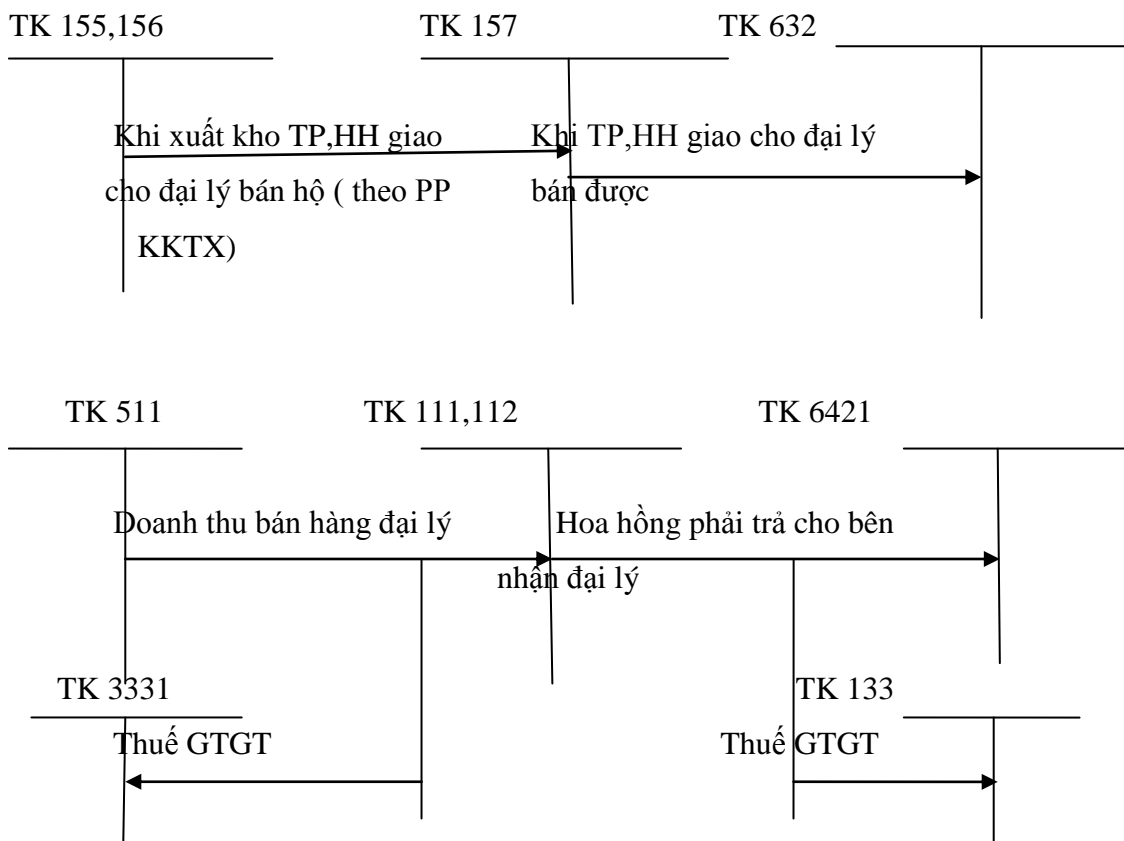 TK 155,156
TK 157
TK 632
Khi xuất kho TP,HH giao
cho đại lý bán hộ ( theo PP
KKTX)
Khi TP,HH giao cho đại lý
bán được
TK 511
TK 111,112
TK 6421
Doanh thu bán hàng đại lý
Hoa hồng phải trả cho bên
nhận đại lý
TK 3331
TK 133
Thuế GTGT
Thuế GTGT